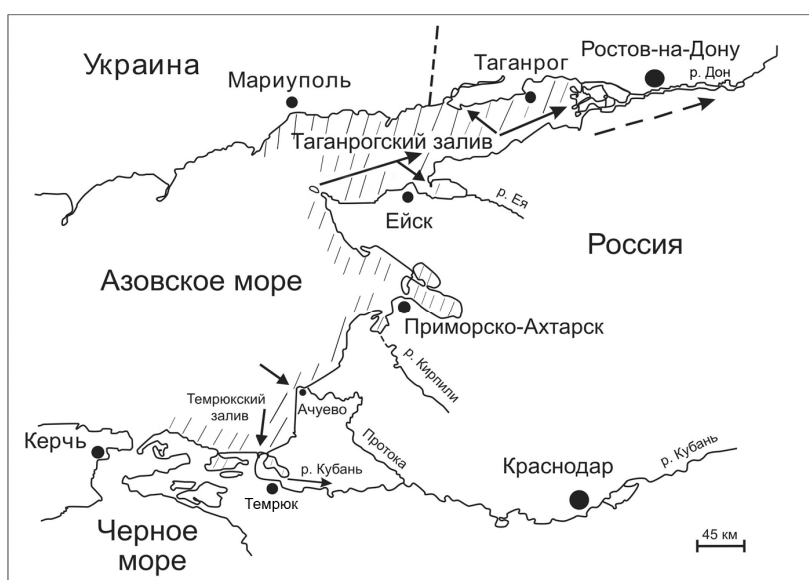 Украина
Мариуполь
Таганрог
Ростов-на-Дону
р. Дон
Таганрогский залив
Ейск
р. Ея
Россия
Азовское море
Приморско-Ахтарск
р. Кирпили
Темрюкский
залив
Ачуево
Керчь
Протока
р. Кубань
Темрюк
Краснодар
р. Кубань
Черное
море
45 км